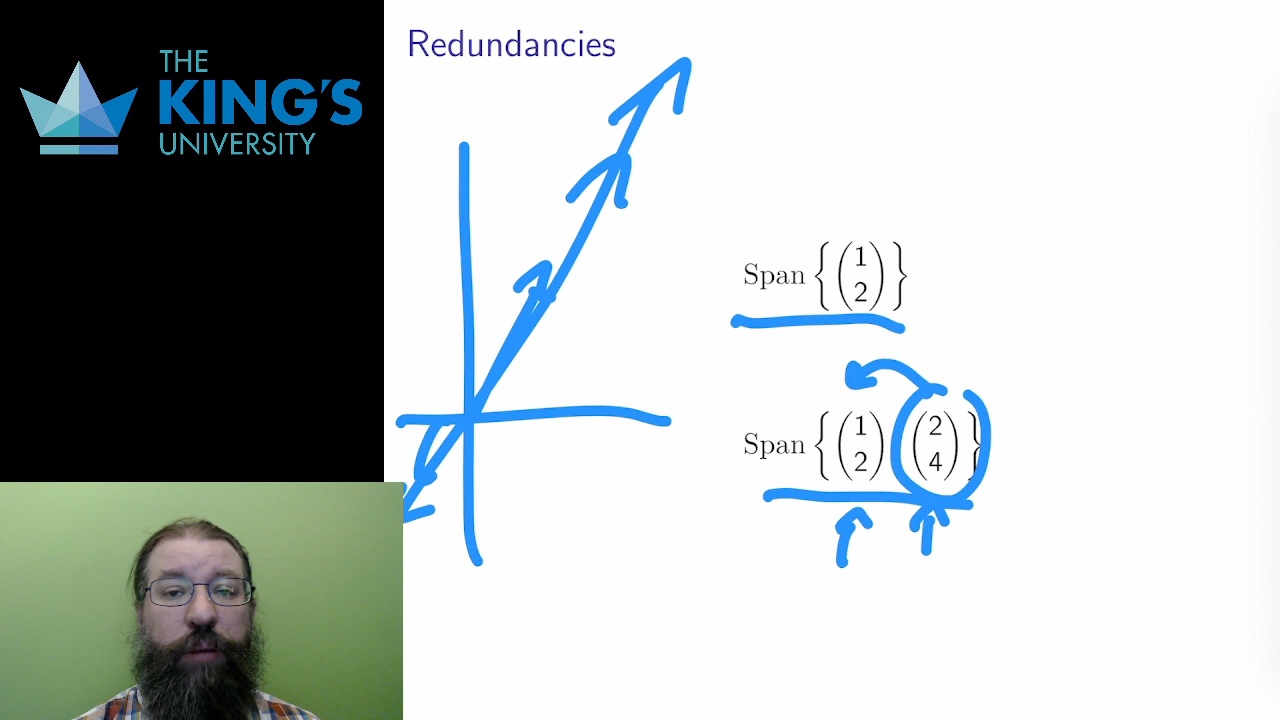 THE
KING'S
UNIVERSITY
Redundancies
Span { ( 1 2 ) }
Span { ( 1 2 ) ( 2 4 ) }